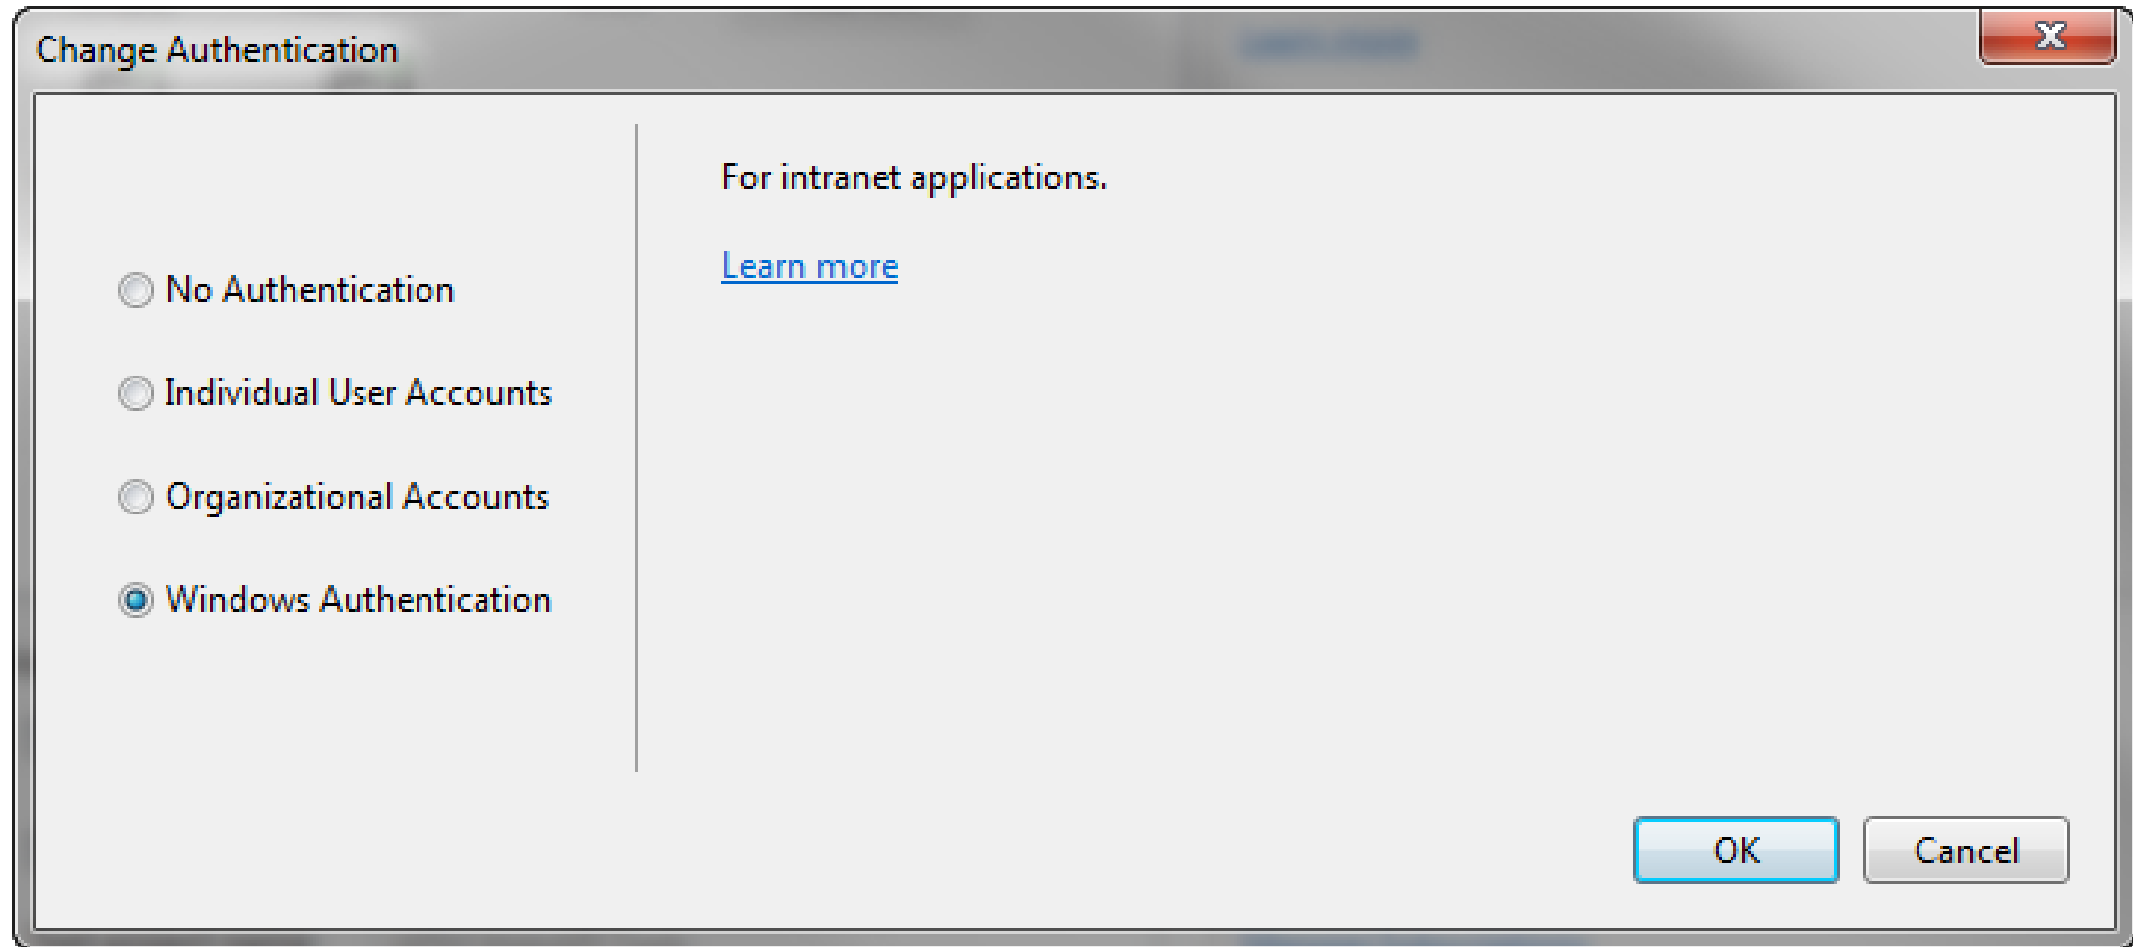 Change Authentication
For intranet applications.
Learn more
No Authentication
Individual User Accounts
Organizational Accounts
Windows Authentication
OK
Cancel